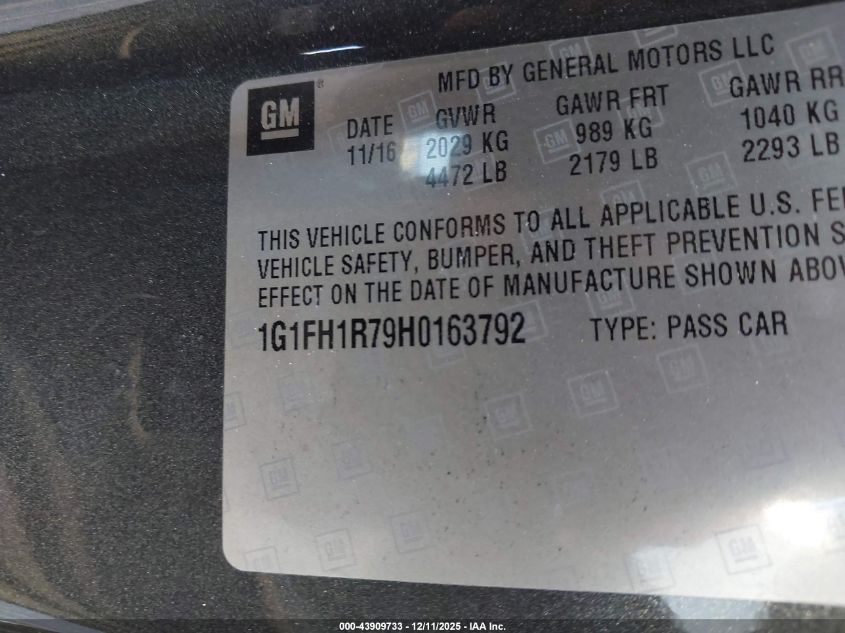 MFD BY GENERAL MOTORS LLC
GM ®
DATE GVWR GAWR FRT GAWR RR
11/16 2029 KG 989 KG 1040 KG
4472 LB 2179 LB 2293 LB
THIS VEHICLE CONFORMS TO ALL APPLICABLE U.S. FE
VEHICLE SAFETY, BUMPER, AND THEFT PREVENTION S
EFFECT ON THE DATE OF MANUFACTURE SHOWN ABOV
1G1FH1R79H0163792 TYPE: PASS CAR
000-43909733 - 12/11/2025 - IAA Inc.